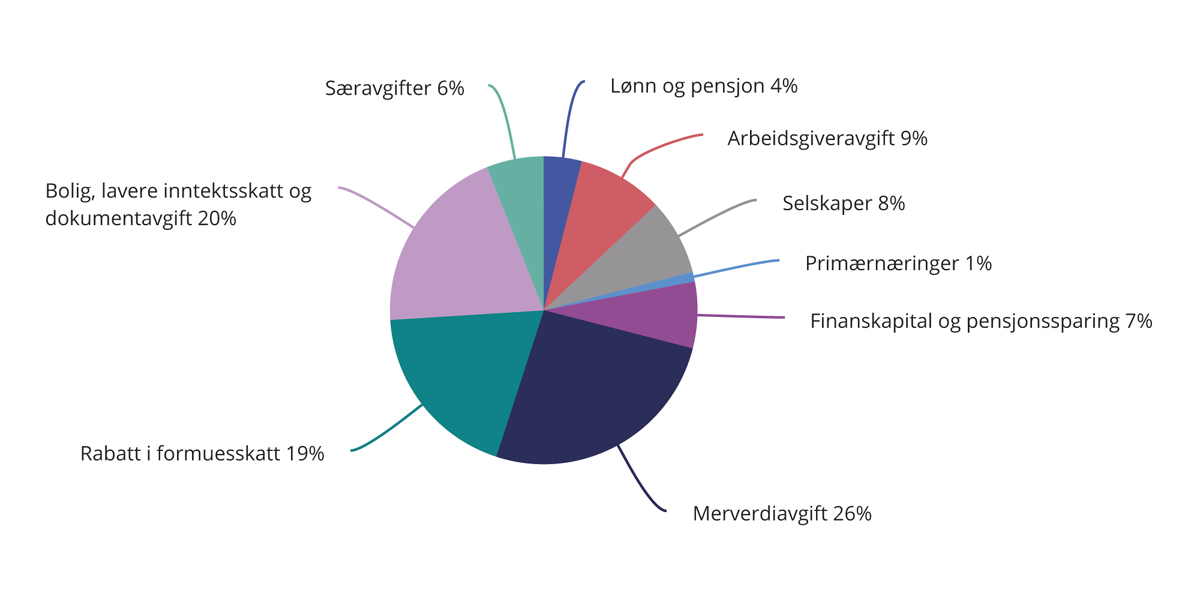 Særavgifter 6%
Lønn og pensjon 4%
Arbeidsgiveravgift 9%
Bolig, lavere inntektsskatt og
dokumentavgift 20%
Selskaper 8%
Primærnæringer 1%
Finanskapital og pensjonssparing 7%
Rabatt i formuesskatt 19%
Merverdiavgift 26%